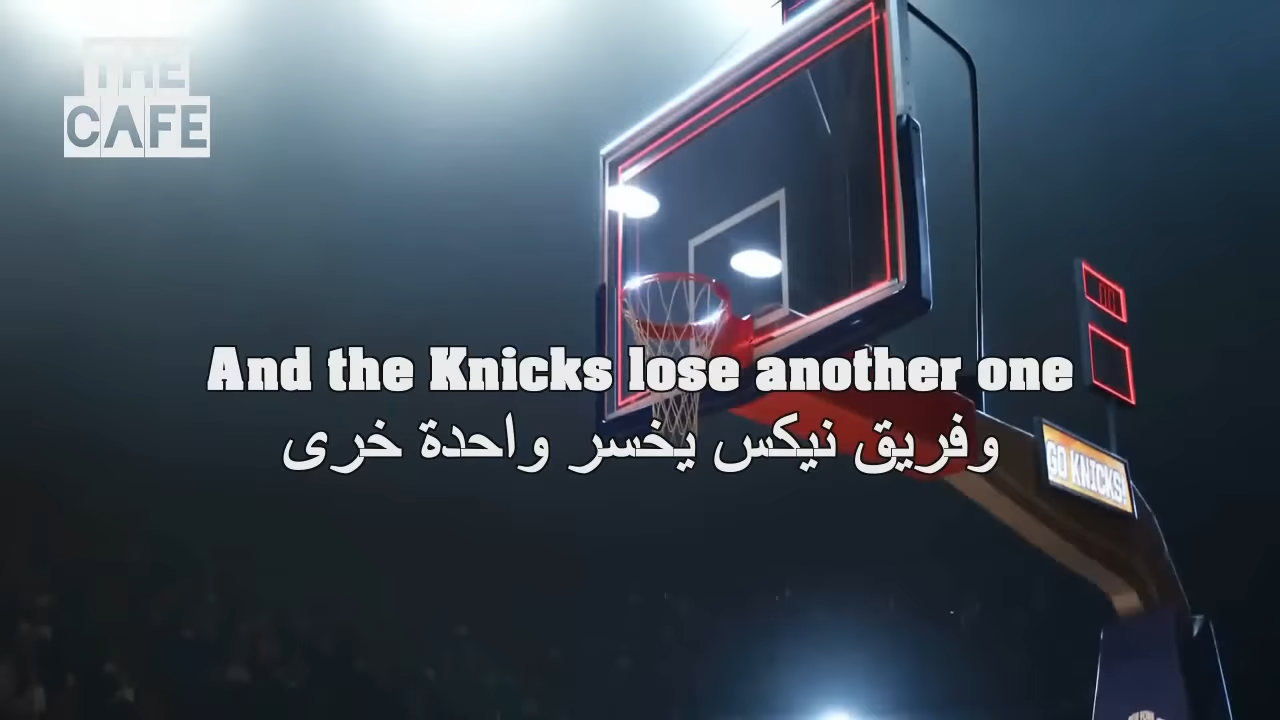 THE
CAFE
And the Knicks lose another one
وفريق نيكس يخسر واحدة خرى
GO KNICKS!